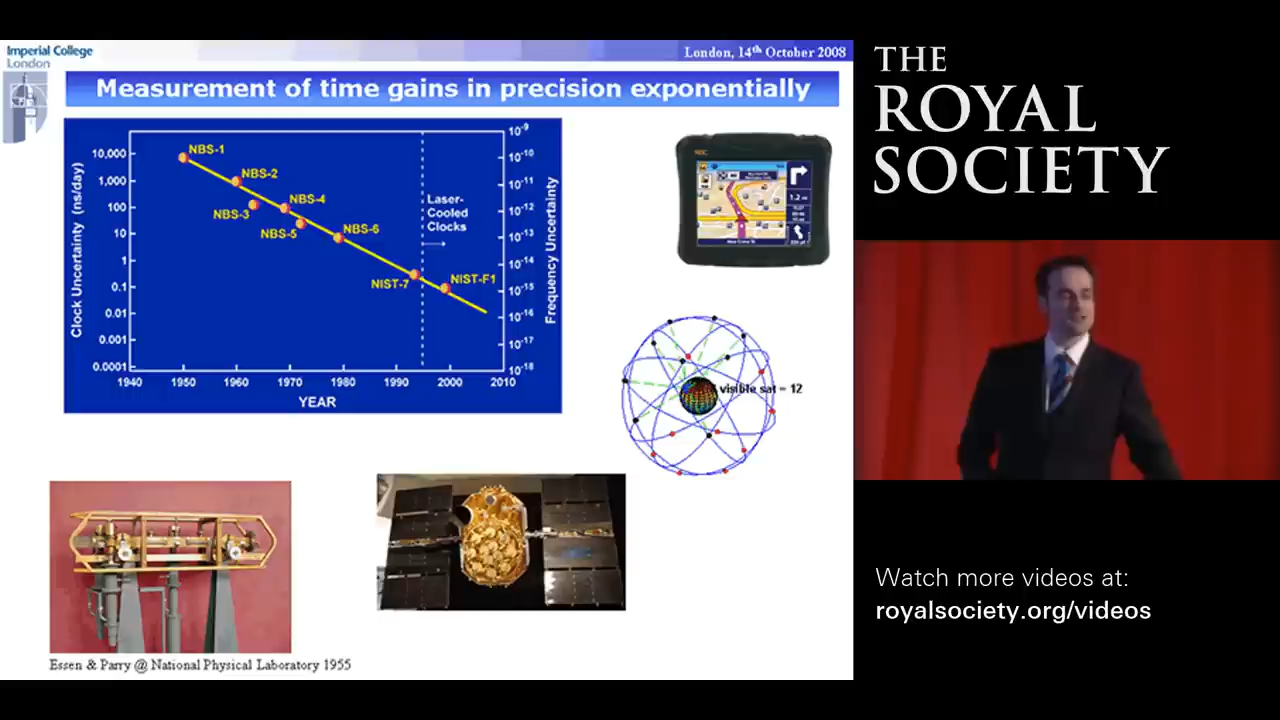 Imperial College
London
London, 14th October 2008
Measurement of time gains in precision exponentially
Clock Uncertainty (ns/day)
10,000
1,000
100
10
1
0.1
0.01
0.001
0.0001
NBS-1
NBS-2
NBS-3
NBS-4
NBS-5
NBS-6
NIST-7
NIST-F1
Laser-
Cooled
Clocks
10-9
10-10
10-11
10-12
10-13
10-14
10-15
10-16
10-17
10-18
Frequency Uncertainty
1940 1950 1960 1970 1980 1990 2000 2010
YEAR
visible sat = 12
Essen & Parry @ National Physical Laboratory 1955
THE
ROYAL
SOCIETY
Watch more videos at:
royalsociety.org/videos